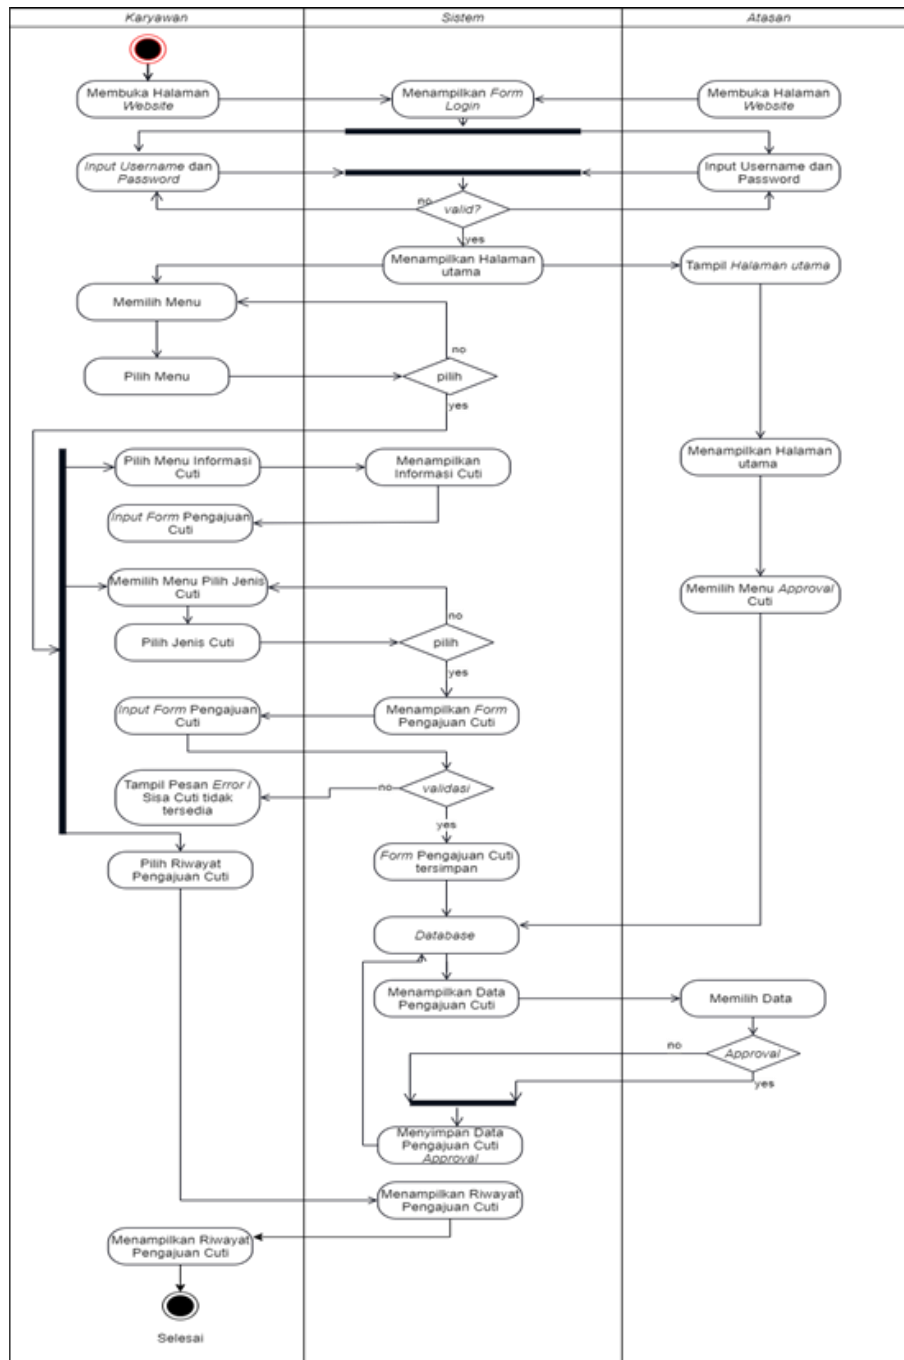 Karyawan
Sistem
Atasan
Membuka Halaman
Website
Menampilkan Form
Login
Membuka Halaman
Website
Input Username dan
Password
Input Username dan
Password
no
valid?
yes
Menampilkan Halaman
utama
Tampil Halaman utama
Memilih Menu
no
Pilih Menu
pilih
yes
Pilih Menu Informasi
Cuti
Menampilkan
Informasi Cuti
Menampilkan Halaman
utama
Input Form Pengajuan
Cuti
Memilih Menu Pilih Jenis
Cuti
Memilih Menu Approval
Cuti
no
Pilih Jenis Cuti
pilih
yes
Input Form Pengajuan
Cuti
Menampilkan Form
Pengajuan Cuti
Tampil Pesan Error /
Sisa Cuti tidak
tersedia
no
validasi
yes
Pilih Riwayat
Pengajuan Cuti
Form Pengajuan Cuti
tersimpan
Database
Menampilkan Data
Pengajuan Cuti
Memilih Data
no
Approval
yes
Menyimpan Data
Pengajuan Cuti
Approval
Menampilkan Riwayat
Pengajuan Cuti
Menampilkan Riwayat
Pengajuan Cuti
Selesai